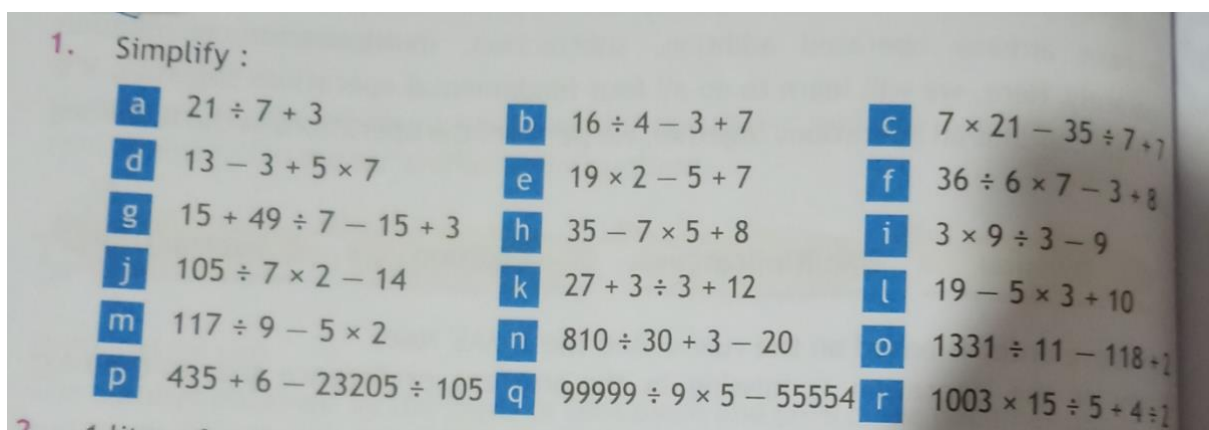 1. Simplify :
a 21 ÷ 7 + 3 b 16 ÷ 4 – 3 + 7 c 7 × 21 – 35 ÷ 7 + 7
d 13 – 3 + 5 × 7 e 19 × 2 – 5 + 7 f 36 ÷ 6 × 7 – 3 + 8
g 15 + 49 ÷ 7 – 15 + 3 h 35 – 7 × 5 + 8 i 3 × 9 ÷ 3 – 9
j 105 ÷ 7 × 2 – 14 k 27 + 3 ÷ 3 + 12 l 19 – 5 × 3 + 10
m 117 ÷ 9 – 5 × 2 n 810 ÷ 30 + 3 – 20 o 1331 ÷ 11 – 118 + 2
p 435 + 6 – 23205 ÷ 105 q 99999 ÷ 9 × 5 – 55554 r 1003 × 15 ÷ 5 + 4 ÷ 2